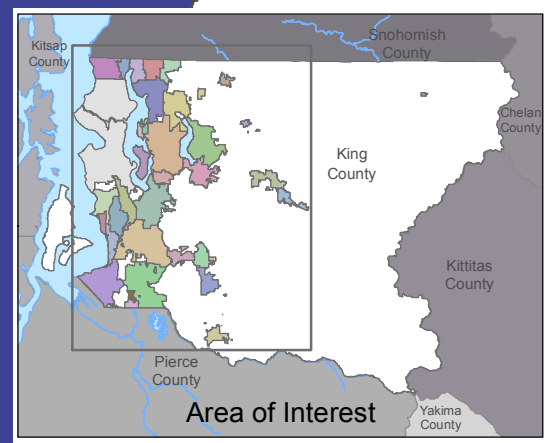 Snohomish
County
Kitsap
County
Chelan
County
King
County
Kittitas
County
Pierce
County
Area of Interest
Yakima
County